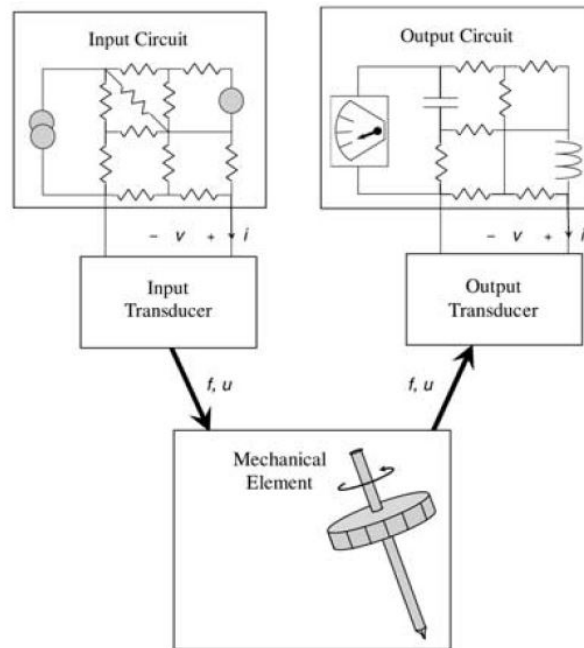 Input Circuit
Output Circuit
− v + i
− v + i
Input
Transducer
Output
Transducer
f, u
f, u
Mechanical
Element